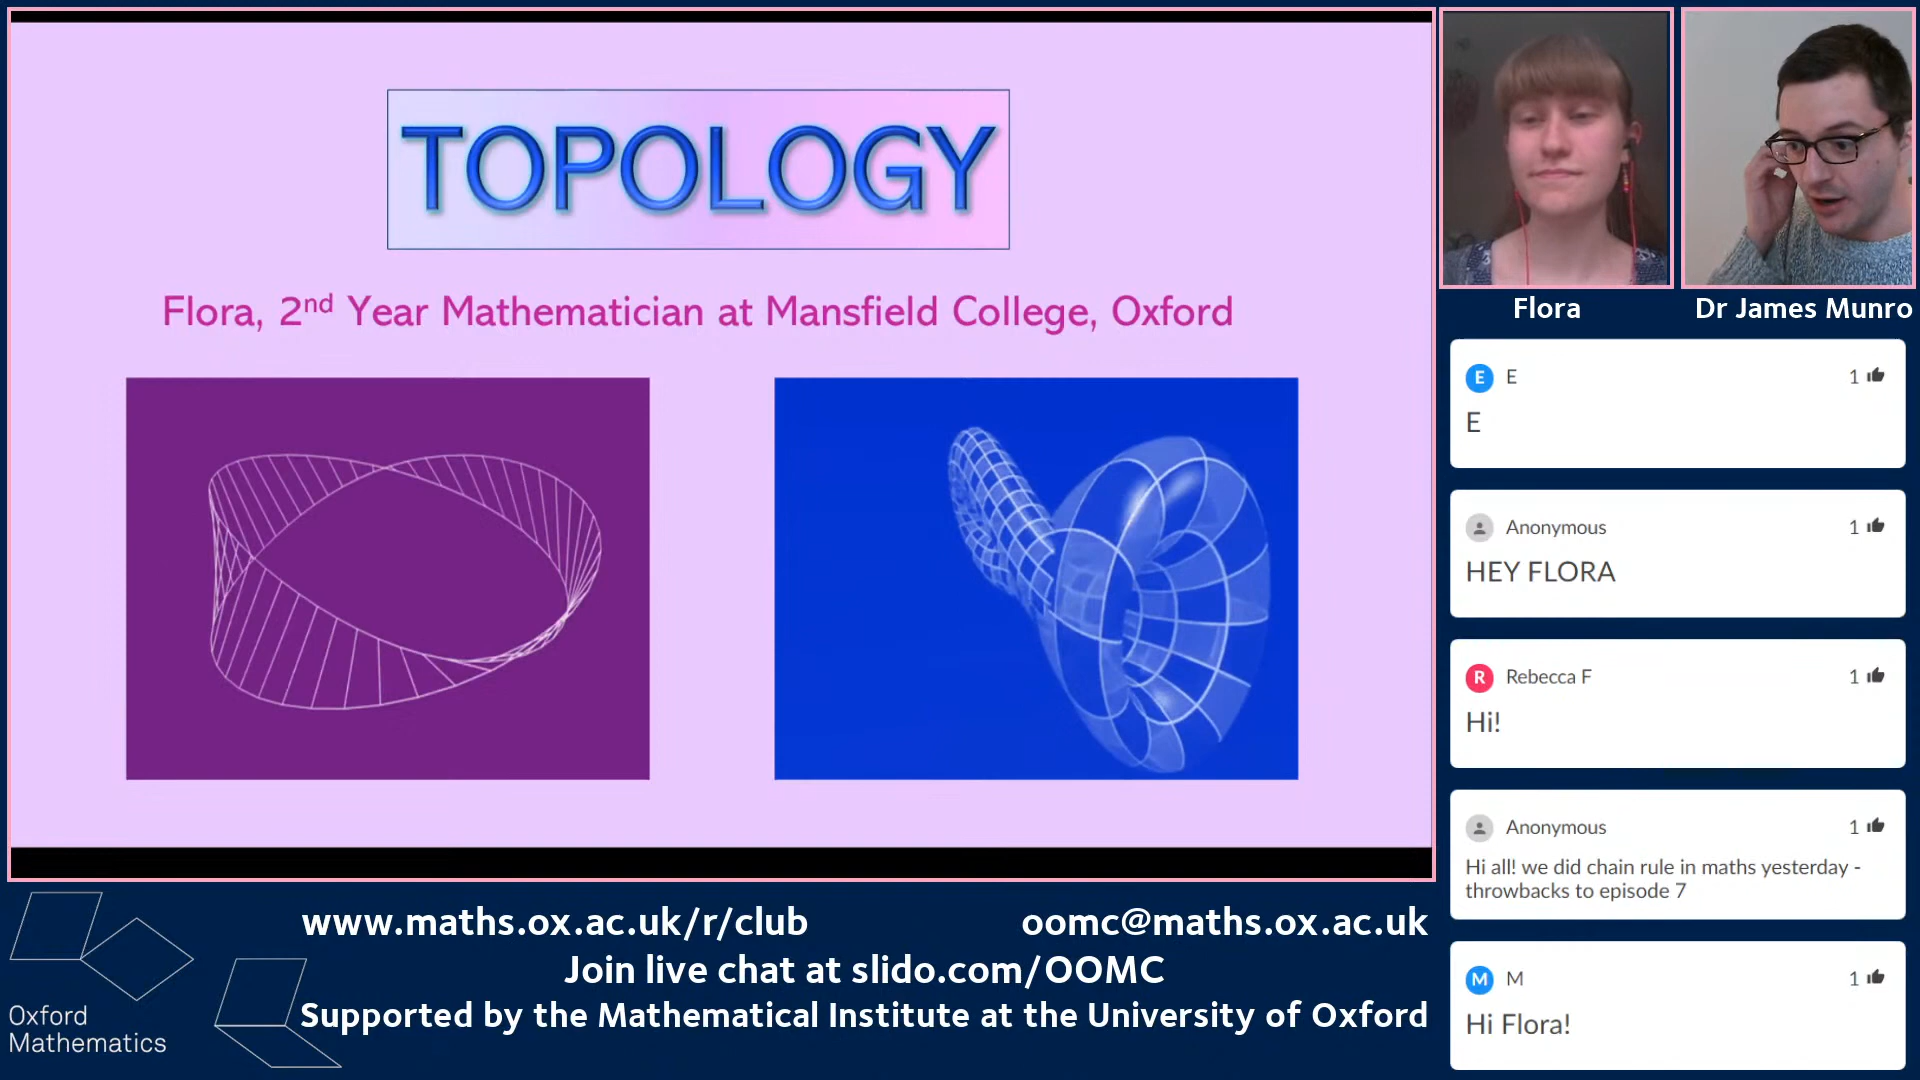 TOPOLOGY
Flora, 2nd Year Mathematician at Mansfield College, Oxford
Flora
Dr James Munro
E E 1
E
Anonymous 1
HEY FLORA
R Rebecca F 1
Hi!
Anonymous 1
Hi all! we did chain rule in maths yesterday -
throwbacks to episode 7
M M 1
Hi Flora!
www.maths.ox.ac.uk/r/club
oomc@maths.ox.ac.uk
Join live chat at slido.com/OOMC
Supported by the Mathematical Institute at the University of Oxford
Oxford
Mathematics